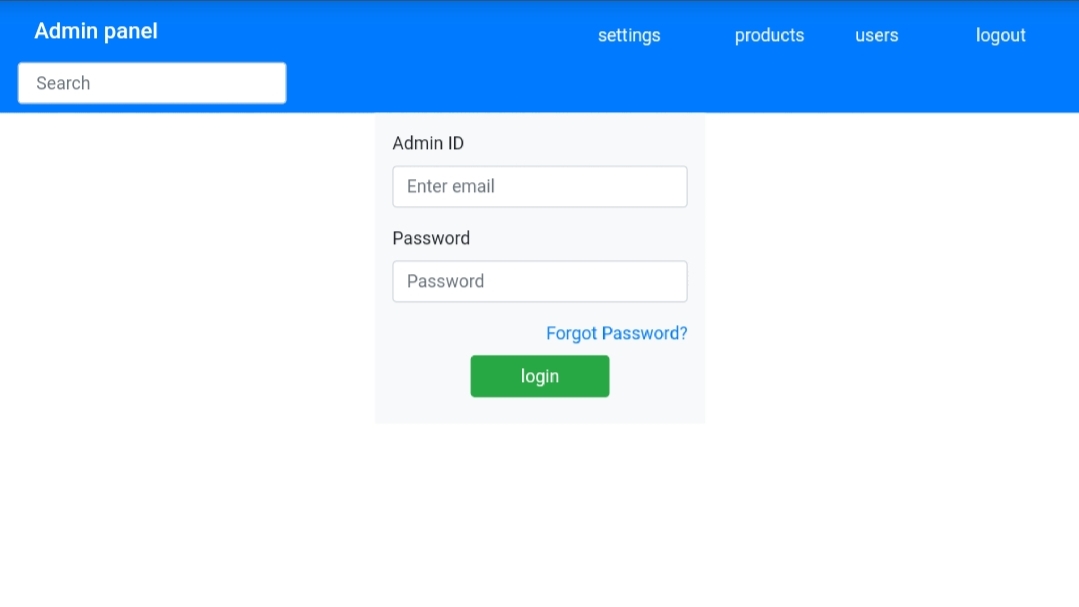 Admin panel
settings products users logout
Search
Admin ID
Enter email
Password
Password
Forgot Password?
login